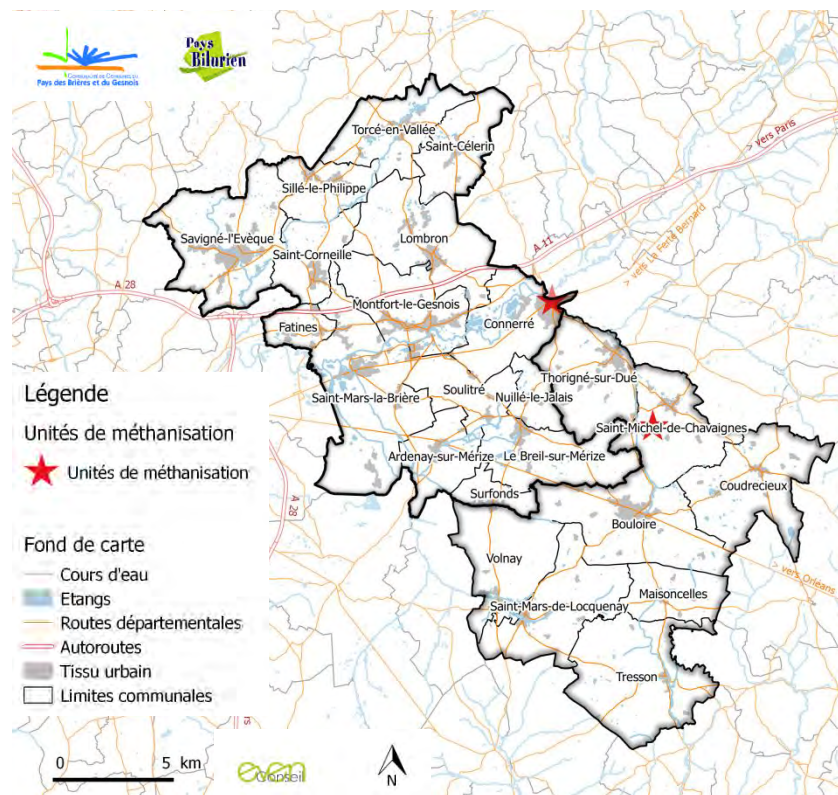 COMMUNAUTÉ DE COMMUNES DU
Pays des Brières et du Gesnois
Pays
Bilurien
Torcé-en-Vallée
Saint-Célerin
> vers Paris
Sillé-le-Philippe
Savigné-l'Evèque
Lombron
A 11
> vers La Ferté Bernard
Saint-Corneille
A 28
Montfort-le-Gesnois
Connerré
Fatines
Thorigné-sur-Dué
Soulitré
Saint-Mars-la-Brière
Nuillé-le-Jalais
Saint-Michel-de-Chavaignes
Ardenay-sur-Mérize
Le Breil-sur-Mérize
Coudrecieux
Surfonds
A 28
Bouloire
Volnay
> vers Orléans
Maisoncelles
Saint-Mars-de-Locquenay
Tresson
Légende
Unités de méthanisation
Unités de méthanisation
Fond de carte
Cours d'eau
Etangs
Routes départementales
Autoroutes
Tissu urbain
Limites communales
0 5 km
even
Conseil
N